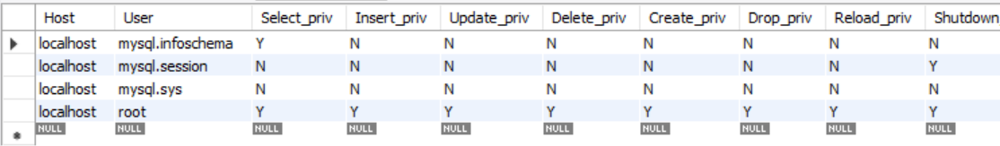 Host User Select_priv Insert_priv Update_priv Delete_priv Create_priv Drop_priv Reload_priv Shutdown
localhost mysql.infoschema Y N N N N N N N
localhost mysql.session N N N N N N N Y
localhost mysql.sys N N N N N N N N
localhost root Y Y Y Y Y Y Y Y
NULL NULL NULL NULL NULL NULL NULL NULL NULL NULL